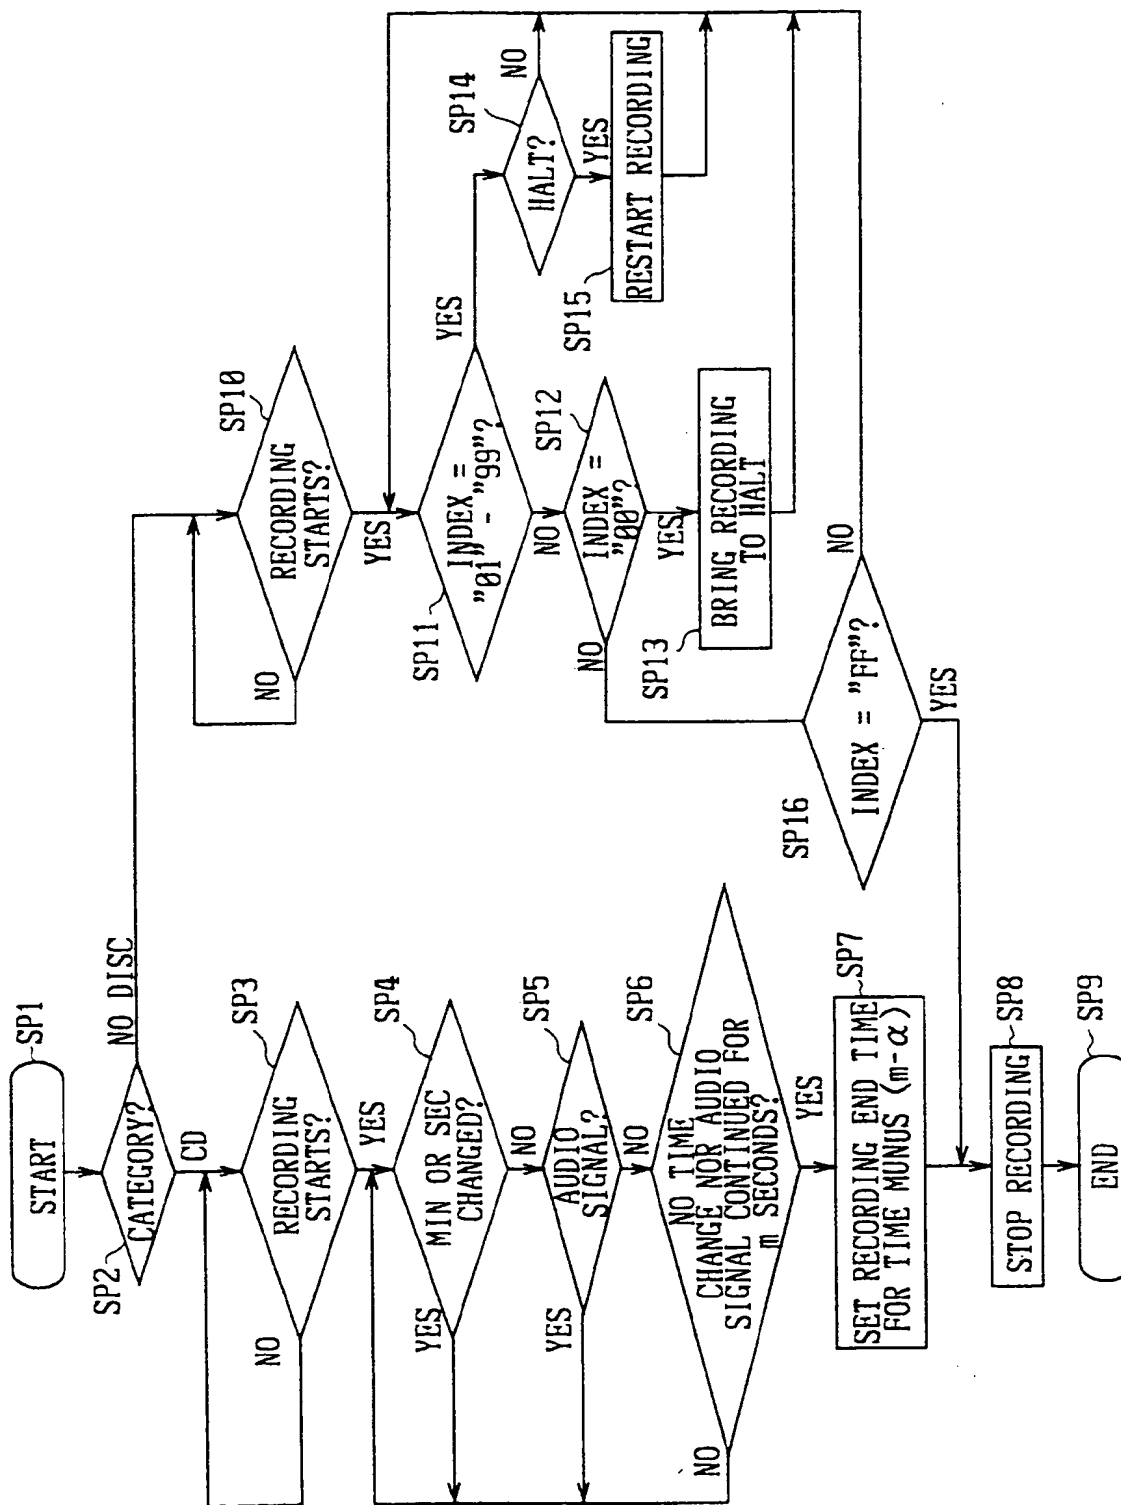 START
SP1
CATEGORY?
SP2
NO DISC
CD
RECORDING
STARTS?
SP3
NO
YES
MIN OR SEC
CHANGED?
SP4
YES
NO
AUDIO
SIGNAL?
SP5
YES
NO
NO TIME
CHANGE NOR AUDIO
SIGNAL CONTINUED FOR
m SECONDS?
SP6
NO
YES
SET RECORDING END TIME
FOR TIME MUNUS (m-α)
SP7
STOP RECORDING
SP8
END
SP9
RECORDING
STARTS?
SP10
NO
YES
INDEX =
"01" - "99"?
SP11
YES
NO
INDEX =
"00"?
SP12
NO
YES
BRING RECORDING
TO HALT
SP13
HALT?
SP14
NO
YES
RESTART RECORDING
SP15
INDEX = "FF"?
SP16
NO
YES